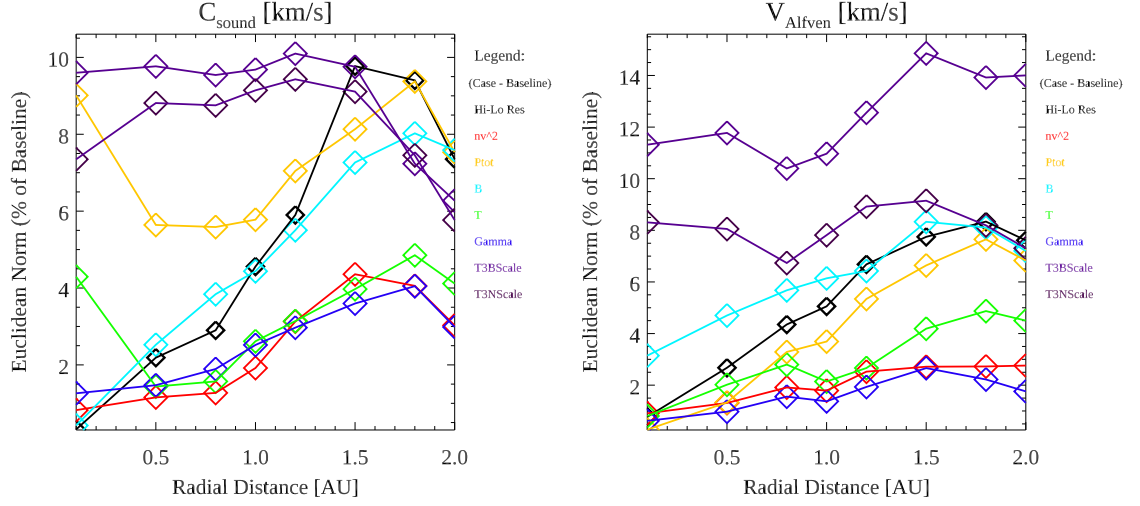 C_sound [km/s]
Euclidean Norm (% of Baseline)
10
8
6
4
2
0.5 1.0 1.5 2.0
Radial Distance [AU]
Legend:
(Case - Baseline)
Hi-Lo Res
nv^2
Ptot
B
T
Gamma
T3BScale
T3NScale
V_Alfven [km/s]
Euclidean Norm (% of Baseline)
14
12
10
8
6
4
2
0.5 1.0 1.5 2.0
Radial Distance [AU]
Legend:
(Case - Baseline)
Hi-Lo Res
nv^2
Ptot
B
T
Gamma
T3BScale
T3NScale